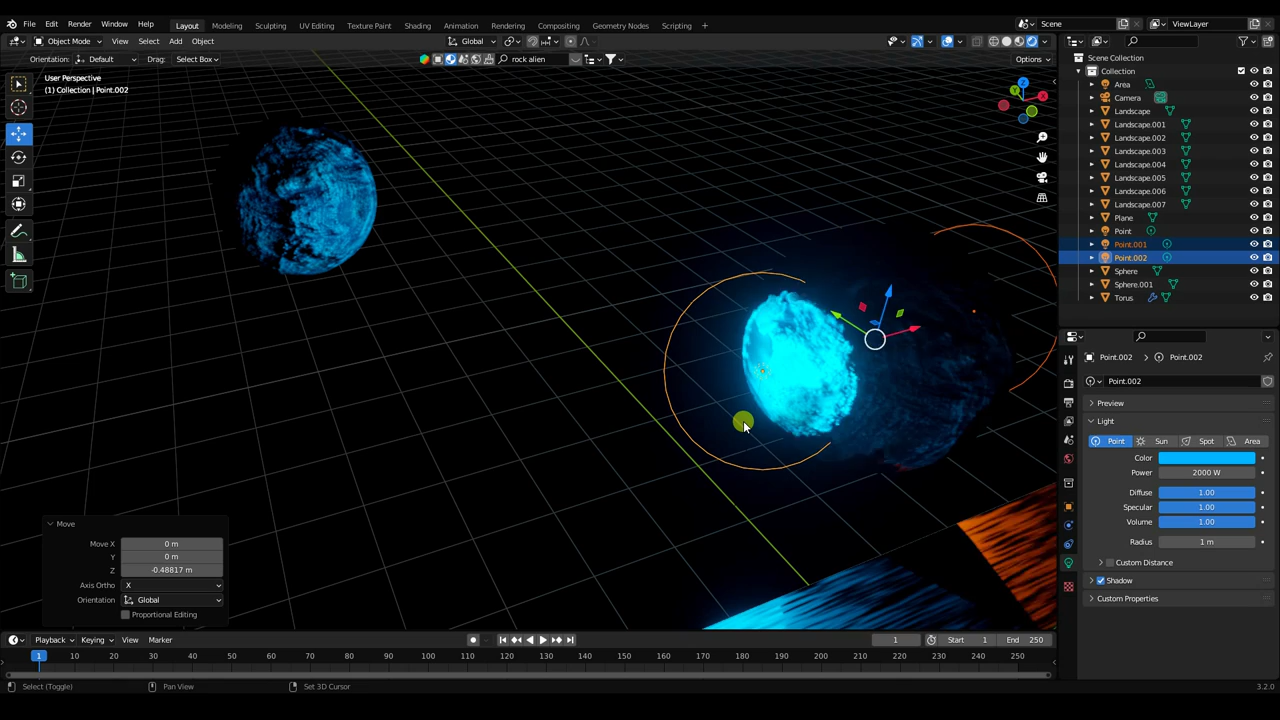 File Edit Render Window Help Layout Modeling Sculpting UV Editing Texture Paint Shading Animation Rendering Compositing Geometry Nodes Scripting + Scene ViewLayer
Object Mode View Select Add Object Global
Orientation: Default Drag: Select Box rock alien Options
User Perspective
(1) Collection | Point.002
X
Y
Z
Scene Collection
Collection
Area
Camera
Landscape
Landscape.001
Landscape.002
Landscape.003
Landscape.004
Landscape.005
Landscape.006
Landscape.007
Plane
Point
Point.001
Point.002
Sphere
Sphere.001
Torus
Point.002 Point.002
Point.002
Preview
Light
Point Sun Spot Area
Color
Power 2000 W
Diffuse 1.00
Specular 1.00
Volume 1.00
Radius 1 m
Custom Distance
Shadow
Custom Properties
Move
Move X 0 m
Y 0 m
Z -0.48817 m
Axis Ortho X
Orientation Global
Proportional Editing
Playback Keying View Marker 1 Start 1 End 250
1 10 20 30 40 50 60 70 80 90 100 110 120 130 140 150 160 170 180 190 200 210 220 230 240 250
Select (Toggle) Pan View Set 3D Cursor 3.2.0